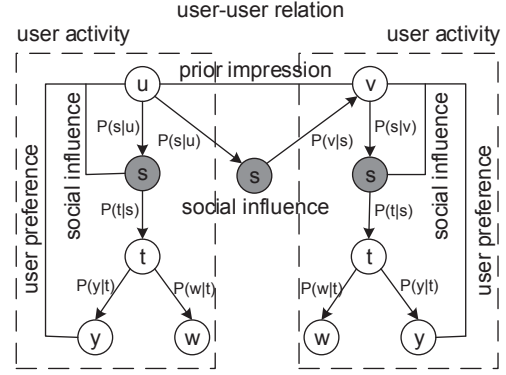 user-user relation
user activity
user activity
u
prior impression
v
P(s|u)
P(s|u)
P(v|s)
P(s|v)
s
s
s
social influence
social influence
social influence
user preference
user preference
P(t|s)
P(t|s)
t
t
P(y|t)
P(w|t)
P(w|t)
P(y|t)
y
w
w
y